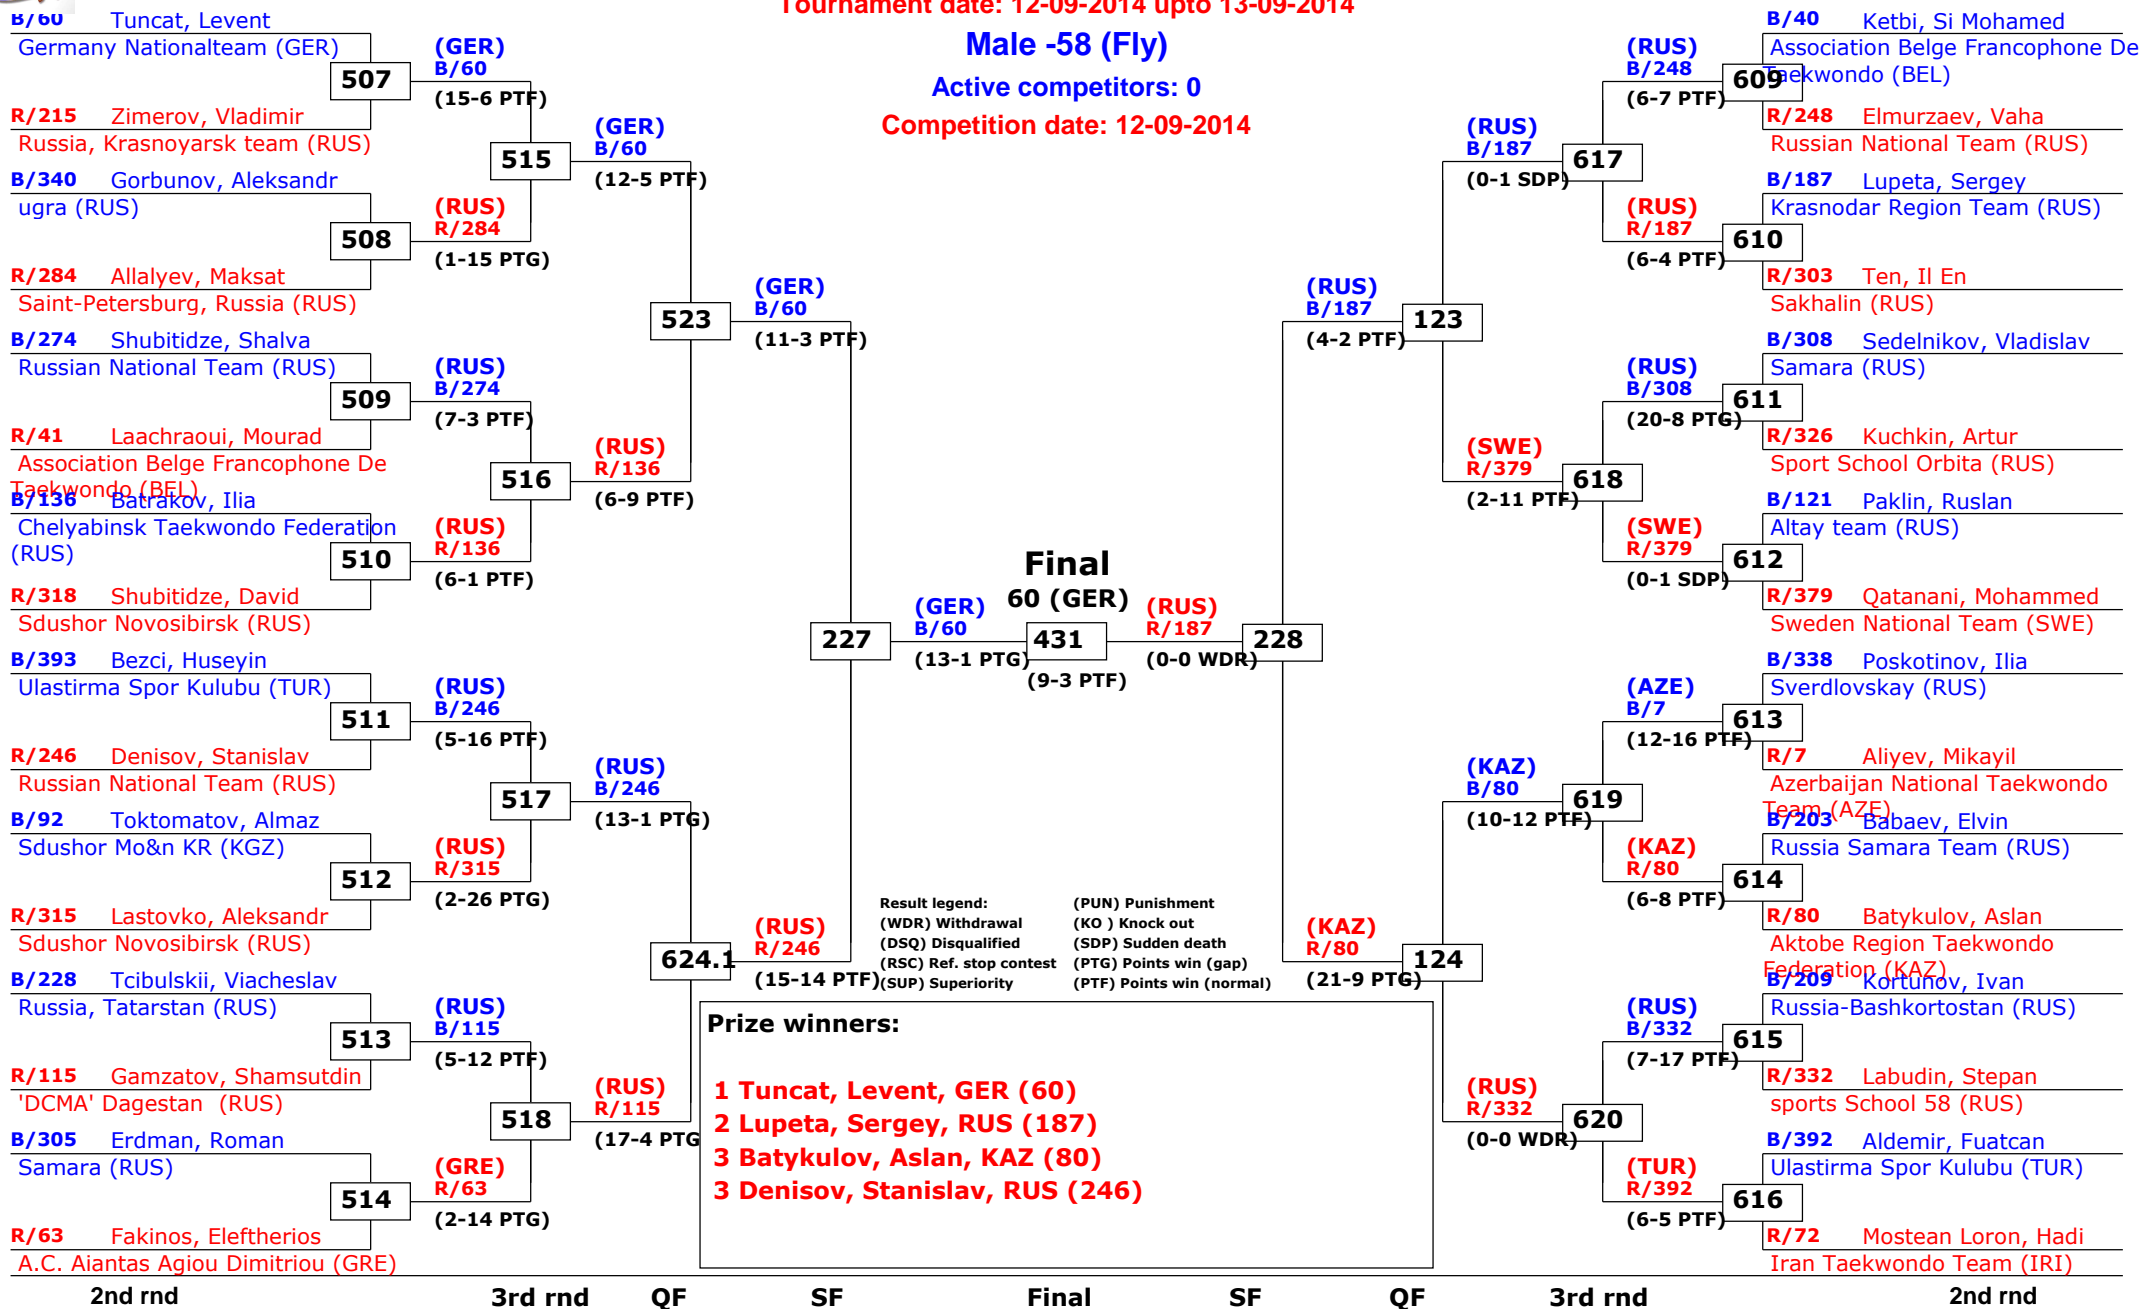 Tournament date: 12-09-2014 upto 13-09-2014
Male -58 (Fly)
Active competitors: 0
Competition date: 12-09-2014
B/60 Tuncat, Levent
Germany Nationalteam (GER)
507
R/215 Zimerov, Vladimir
Russia, Krasnoyarsk team (RUS)
B/340 Gorbunov, Aleksandr
ugra (RUS)
508
R/284 Allalyev, Maksat
Saint-Petersburg, Russia (RUS)
B/274 Shubitidze, Shalva
Russian National Team (RUS)
509
R/41 Laachraoui, Mourad
Association Belge Francophone De
Taekwondo (BEL)
B/136 Batrakov, Ilia
Chelyabinsk Taekwondo Federation
(RUS)
510
R/318 Shubitidze, David
Sdushor Novosibirsk (RUS)
B/393 Bezci, Huseyin
Ulastirma Spor Kulubu (TUR)
511
R/246 Denisov, Stanislav
Russian National Team (RUS)
B/92 Toktomatov, Almaz
Sdushor Mo&n KR (KGZ)
512
R/315 Lastovko, Aleksandr
Sdushor Novosibirsk (RUS)
B/228 Tcibulskii, Viacheslav
Russia, Tatarstan (RUS)
513
R/115 Gamzatov, Shamsutdin
'DCMA' Dagestan (RUS)
B/305 Erdman, Roman
Samara (RUS)
514
R/63 Fakinos, Eleftherios
A.C. Aiantas Agiou Dimitriou (GRE)
(GER)
B/60
(15-6 PTF)
515
(RUS)
R/284
(1-15 PTG)
(RUS)
B/274
(7-3 PTF)
516
(RUS)
R/136
(6-1 PTF)
(RUS)
B/246
(5-16 PTF)
517
(RUS)
R/315
(2-26 PTG)
(RUS)
B/115
(5-12 PTF)
518
(GRE)
R/63
(2-14 PTG)
(GER)
B/60
(12-5 PTF)
523
(RUS)
R/136
(6-9 PTF)
(RUS)
B/246
(13-1 PTG)
624.1
(RUS)
R/115
(17-4 PTG
(GER)
B/60
(11-3 PTF)
227
(RUS)
R/246
(15-14 PTF)
(GER)
B/60
(13-1 PTG)
Final
60 (GER)
431
(9-3 PTF)
(RUS)
R/187
(0-0 WDR)
228
(RUS)
B/187
(4-2 PTF)
123
(KAZ)
R/80
(21-9 PTG)
124
(RUS)
B/187
(0-1 SDP)
617
(SWE)
R/379
(2-11 PTF)
618
(KAZ)
B/80
(10-12 PTF)
619
(RUS)
R/332
(0-0 WDR)
620
(RUS)
B/248
(6-7 PTF)
609
(RUS)
R/187
(6-4 PTF)
610
(RUS)
B/308
(20-8 PTG)
611
(SWE)
R/379
(0-1 SDP)
612
(AZE)
B/7
(12-16 PTF)
613
(KAZ)
R/80
(6-8 PTF)
614
(RUS)
B/332
(7-17 PTF)
615
(TUR)
R/392
(6-5 PTF)
616
B/40 Ketbi, Si Mohamed
Association Belge Francophone De
Taekwondo (BEL)
R/248 Elmurzaev, Vaha
Russian National Team (RUS)
B/187 Lupeta, Sergey
Krasnodar Region Team (RUS)
R/303 Ten, Il En
Sakhalin (RUS)
B/308 Sedelnikov, Vladislav
Samara (RUS)
R/326 Kuchkin, Artur
Sport School Orbita (RUS)
B/121 Paklin, Ruslan
Altay team (RUS)
R/379 Qatanani, Mohammed
Sweden National Team (SWE)
B/338 Poskotinov, Ilia
Sverdlovskay (RUS)
R/7 Aliyev, Mikayil
Azerbaijan National Taekwondo
Team (AZE)
B/203 Babaev, Elvin
Russia Samara Team (RUS)
R/80 Batykulov, Aslan
Aktobe Region Taekwondo
Federation (KAZ)
B/209 Kortunov, Ivan
Russia-Bashkortostan (RUS)
R/332 Labudin, Stepan
sports School 58 (RUS)
B/392 Aldemir, Fuatcan
Ulastirma Spor Kulubu (TUR)
R/72 Mostean Loron, Hadi
Iran Taekwondo Team (IRI)
Result legend: (PUN) Punishment
(WDR) Withdrawal (KO ) Knock out
(DSQ) Disqualified (SDP) Sudden death
(RSC) Ref. stop contest (PTG) Points win (gap)
(SUP) Superiority (PTF) Points win (normal)
Prize winners:
1 Tuncat, Levent, GER (60)
2 Lupeta, Sergey, RUS (187)
3 Batykulov, Aslan, KAZ (80)
3 Denisov, Stanislav, RUS (246)
2nd rnd 3rd rnd QF SF Final SF QF 3rd rnd 2nd rnd